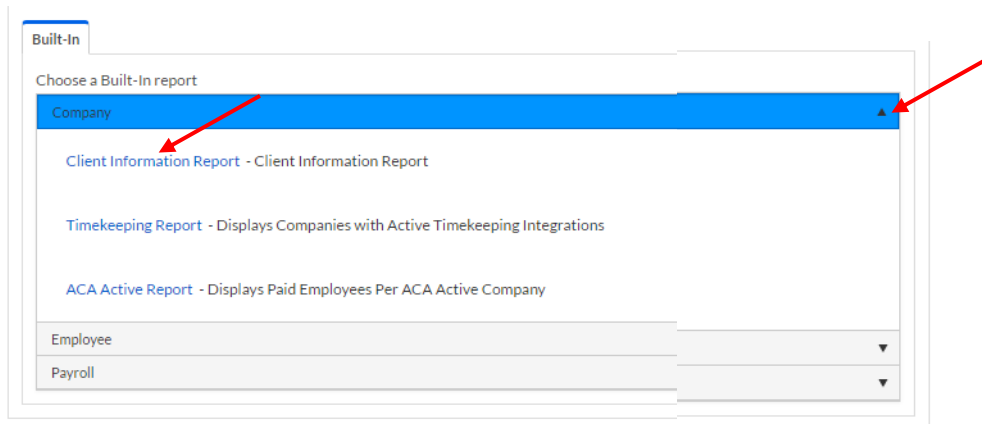 Built-In
Choose a Built-In report
Company ▲
Client Information Report - Client Information Report
Timekeeping Report - Displays Companies with Active Timekeeping Integrations
ACA Active Report - Displays Paid Employees Per ACA Active Company
Employee ▼
Payroll ▼